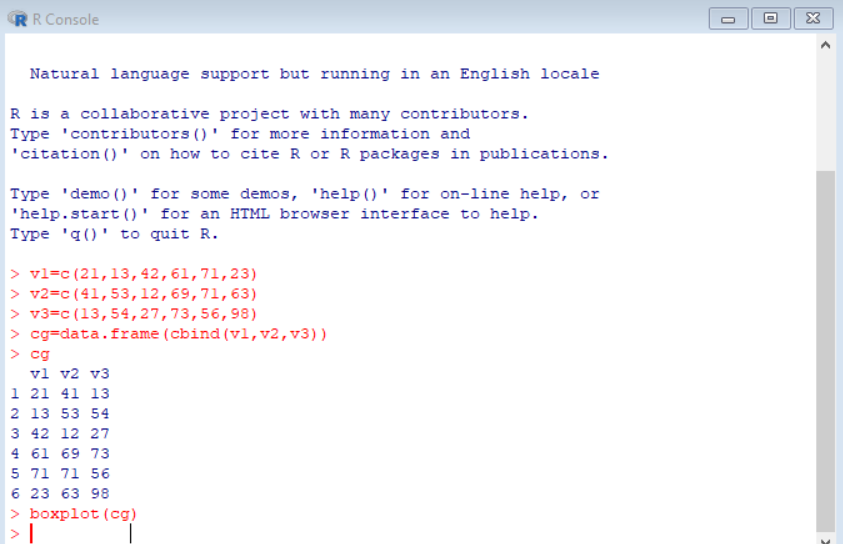 R Console
Natural language support but running in an English locale
R is a collaborative project with many contributors.
Type 'contributors()' for more information and
'citation()' on how to cite R or R packages in publications.
Type 'demo()' for some demos, 'help()' for on-line help, or
'help.start()' for an HTML browser interface to help.
Type 'q()' to quit R.
> v1=c(21,13,42,61,71,23)
> v2=c(41,53,12,69,71,63)
> v3=c(13,54,27,73,56,98)
> cg=data.frame(cbind(v1,v2,v3))
> cg
  v1 v2 v3
1 21 41 13
2 13 53 54
3 42 12 27
4 61 69 73
5 71 71 56
6 23 63 98
> boxplot(cg)
>